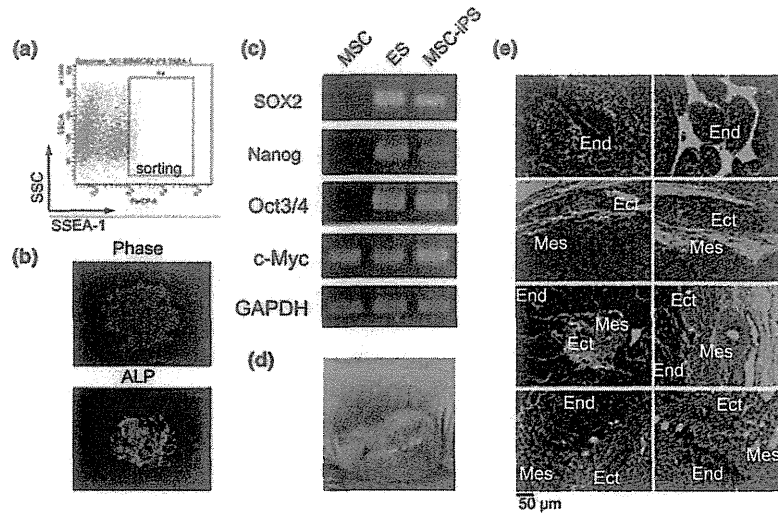 (a)
SSC
sorting
SSEA-1
(b)
Phase
ALP
(c)
MSC
ES
MSC-iPS
SOX2
Nanog
Oct3/4
c-Myc
GAPDH
(d)
(e)
End
End
Ect
Mes
Ect
Mes
End
Mes
Ect
Ect
Mes
End
End
Mes
Ect
Ect
Mes
End
50 µm